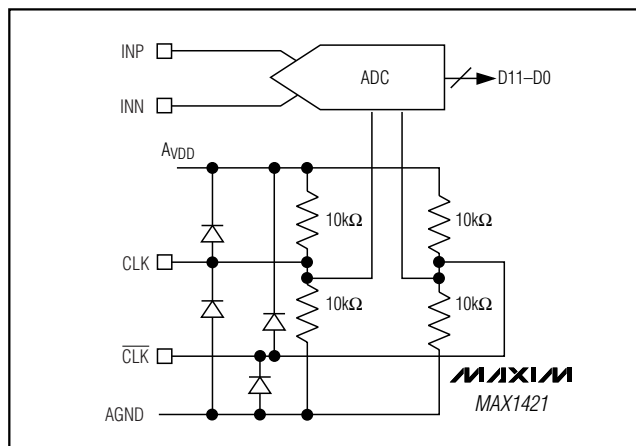 INP
ADC
D11–D0
INN
AVDD
10kΩ
10kΩ
CLK
10kΩ
10kΩ
CLK
MAXIM
MAX1421
AGND